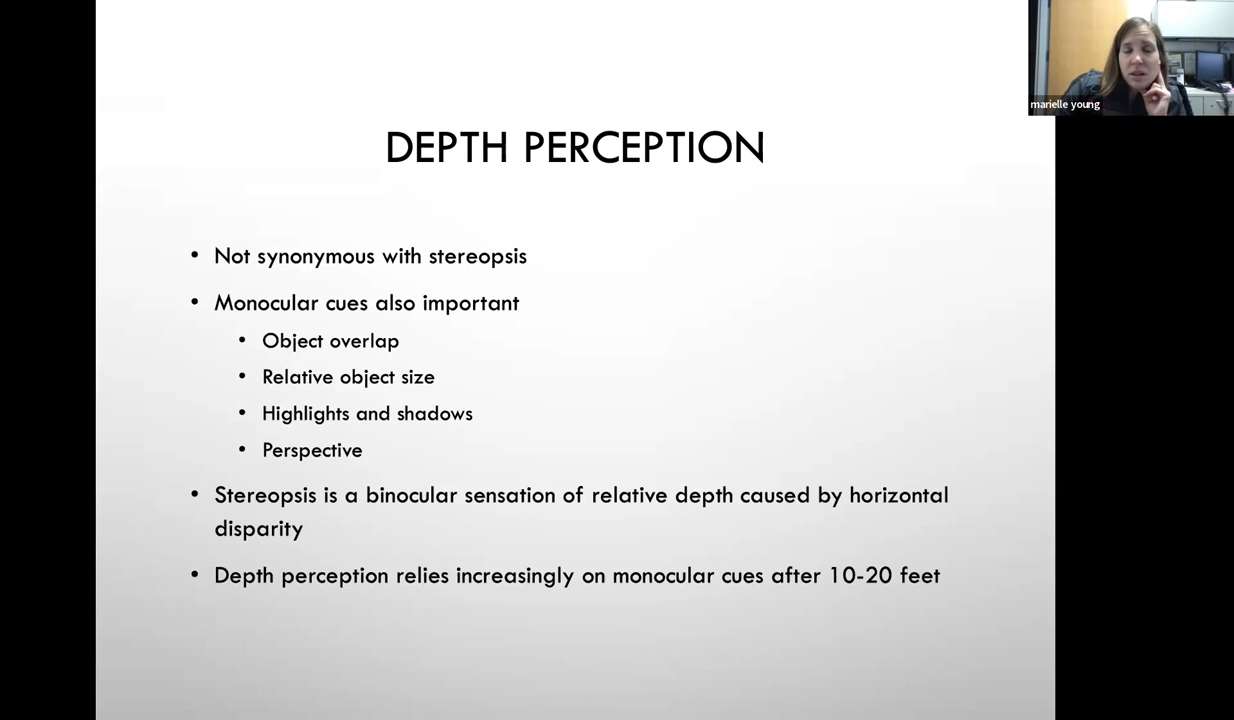 marielle young
DEPTH PERCEPTION
• Not synonymous with stereopsis
• Monocular cues also important
• Object overlap
• Relative object size
• Highlights and shadows
• Perspective
• Stereopsis is a binocular sensation of relative depth caused by horizontal
disparity
• Depth perception relies increasingly on monocular cues after 10-20 feet